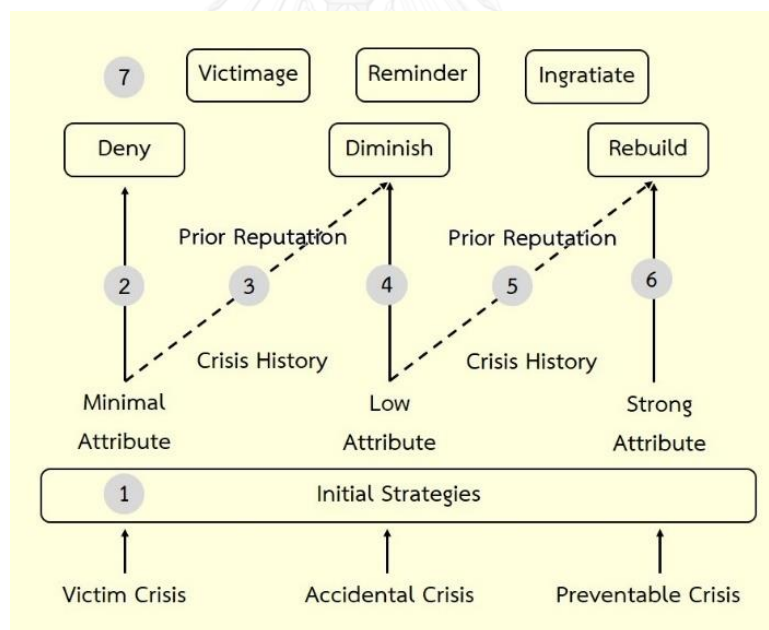 7 Victimage Reminder Ingratiate
Deny Diminish Rebuild
Prior Reputation Prior Reputation
2 3 4 5 6
Crisis History Crisis History
Minimal Low Strong
Attribute Attribute Attribute
1 Initial Strategies
Victim Crisis Accidental Crisis Preventable Crisis